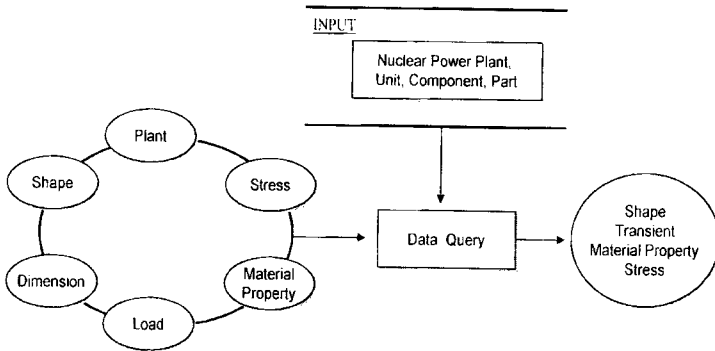 INPUT
Nuclear Power Plant,
Unit, Component, Part
Plant
Shape
Stress
Dimension
Material
Property
Load
Data Query
Shape
Transient
Material Property
Stress